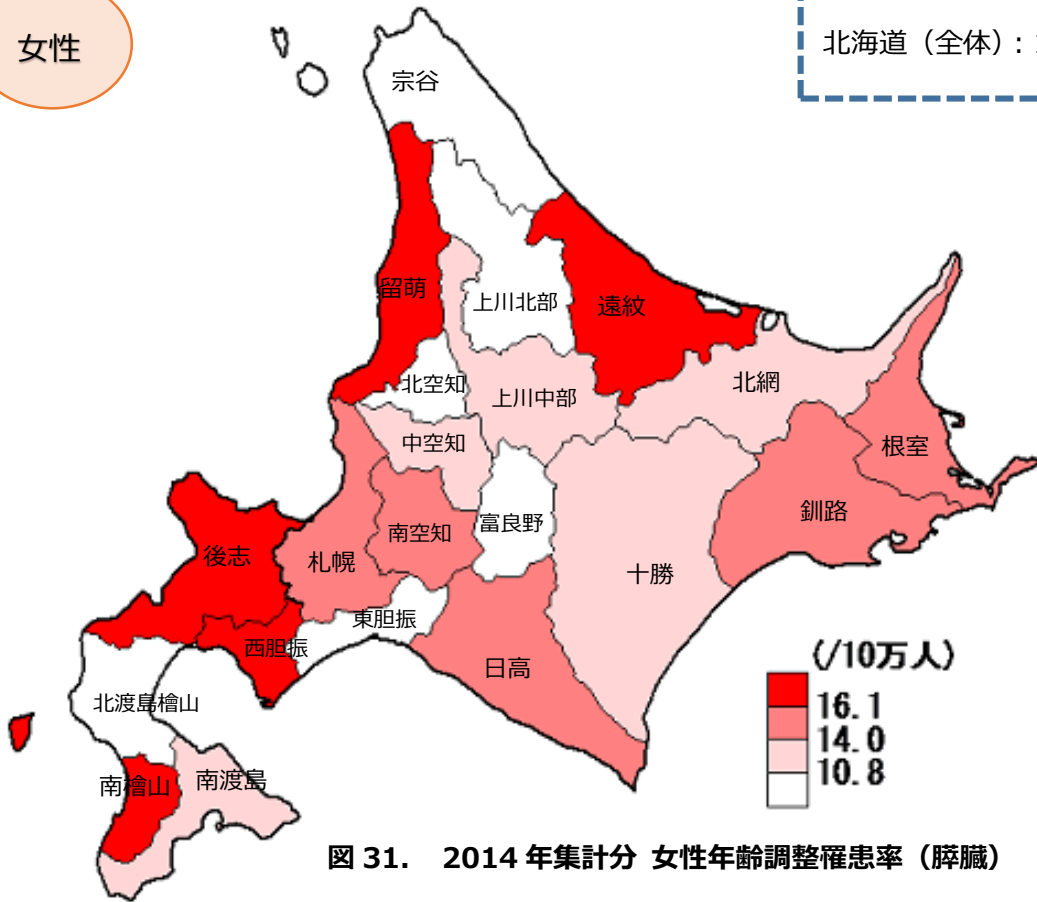 女性
北海道（全体）:
宗谷
留萌
上川北部
遠紋
北空知
上川中部
北網
中空知
根室
南空知
富良野
釧路
後志
札幌
十勝
東胆振
西胆振
日高
北渡島檜山
南檜山
南渡島
(/10万人)
16.1
14.0
10.8
図 31. 2014 年集計分 女性年齢調整罹患率（膵臓）